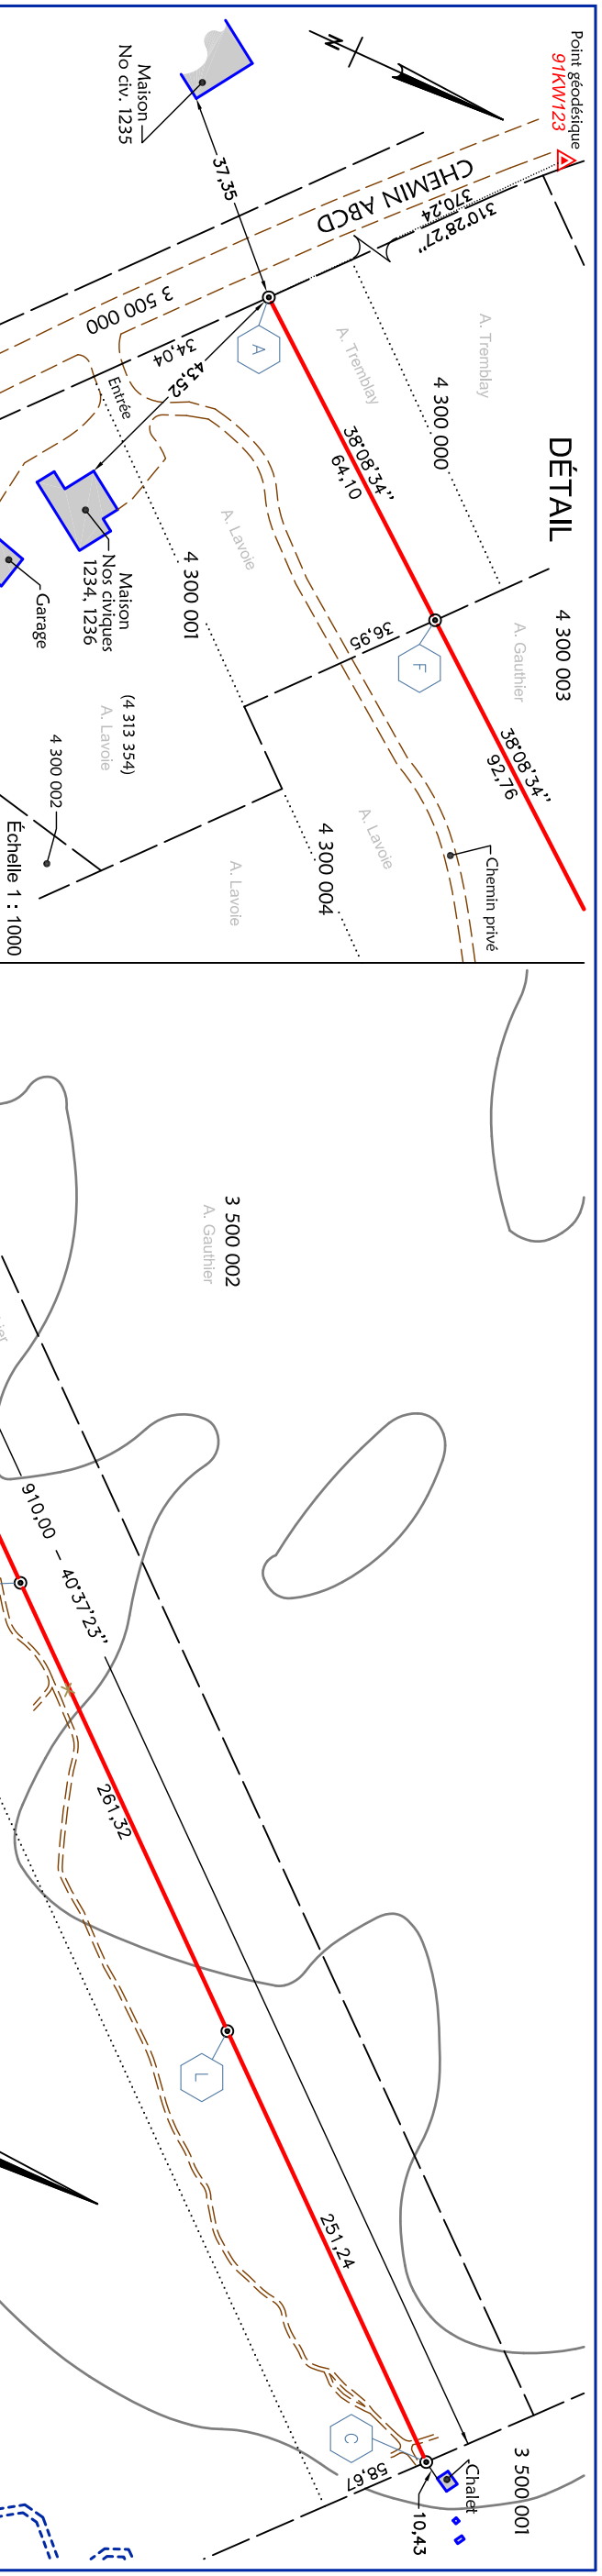 Point géodésique
91KW123
N
Maison
No civ. 1235
37,35
CHEMIN ABCD
370,24
310°28'27"
3 500 000
34,04
43,52
Entrée
A
A. Tremblay
A. Tremblay
4 300 000
DÉTAIL
38°08'34''
64,10
A. Lavoie
4 300 001
Maison
Nos civiques
1234, 1236
Garage
36,95
F
A. Gauthier
4 300 003
38°08'34''
92,76
(4 313 354)
A. Lavoie
4 300 002
A. Lavoie
4 300 004
A. Lavoie
Chemin privé
Échelle 1 : 1000
3 500 002
A. Gauthier
910,00 – 40°37'23''
261,32
L
251,24
C
58,67
Chalet
10,43
3 500 001